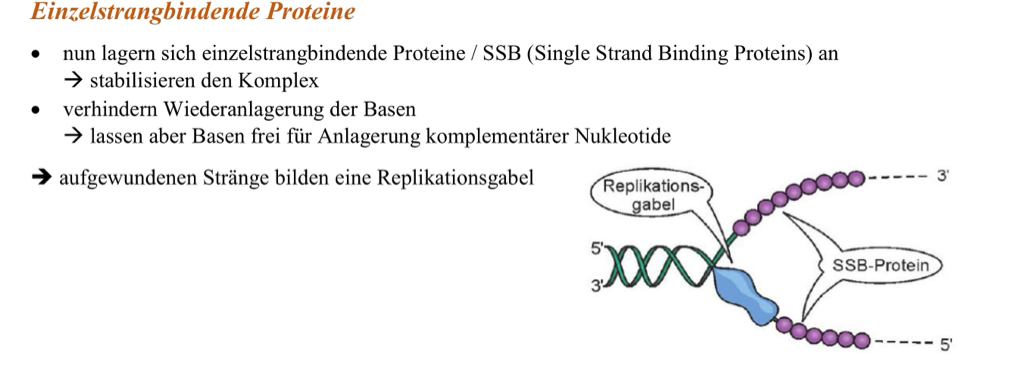 Einzelstrangbindende Proteine
• nun lagern sich einzelstrangbindende Proteine / SSB (Single Strand Binding Proteins) an
→ stabilisieren den Komplex
• verhindern Wiederanlagerung der Basen
→ lassen aber Basen frei für Anlagerung komplementärer Nukleotide
➔ aufgewundenen Stränge bilden eine Replikationsgabel
Replikations-
gabel
3'
5'
3'
SSB-Protein
5'